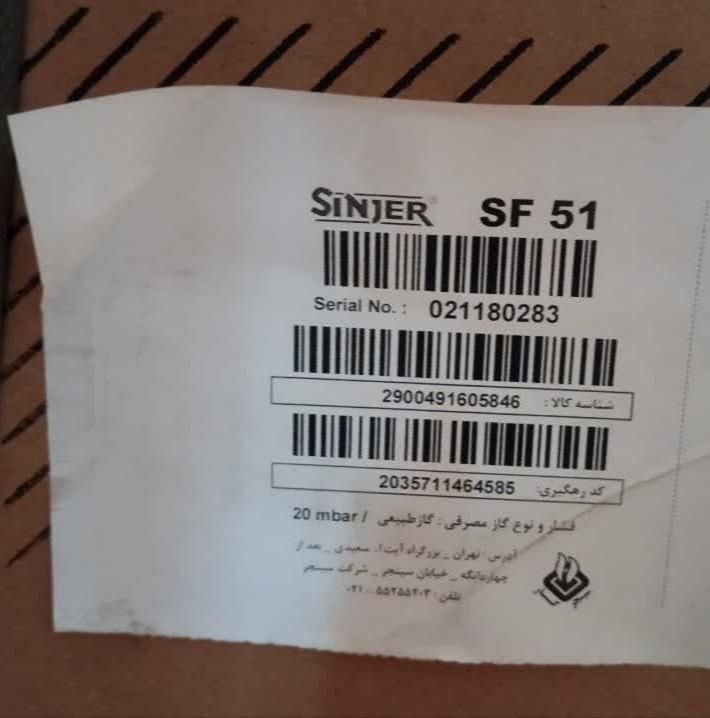 SINJER® SF 51
Serial No. : 021180283
شناسه کالا : 2900491605846
کد رهگیری: 2035711464585
فشار و نوع گاز مصرفی : گازطبیعی / 20 mbar
آدرس : تهران _ بزرگراه آیت ا.. سعیدی _ بعد از
چهاردانگه _ خیابان سینجر _ شرکت سینجر
تلفن : ۵۵۲۵۵۲۰۳ - ۰۲۱